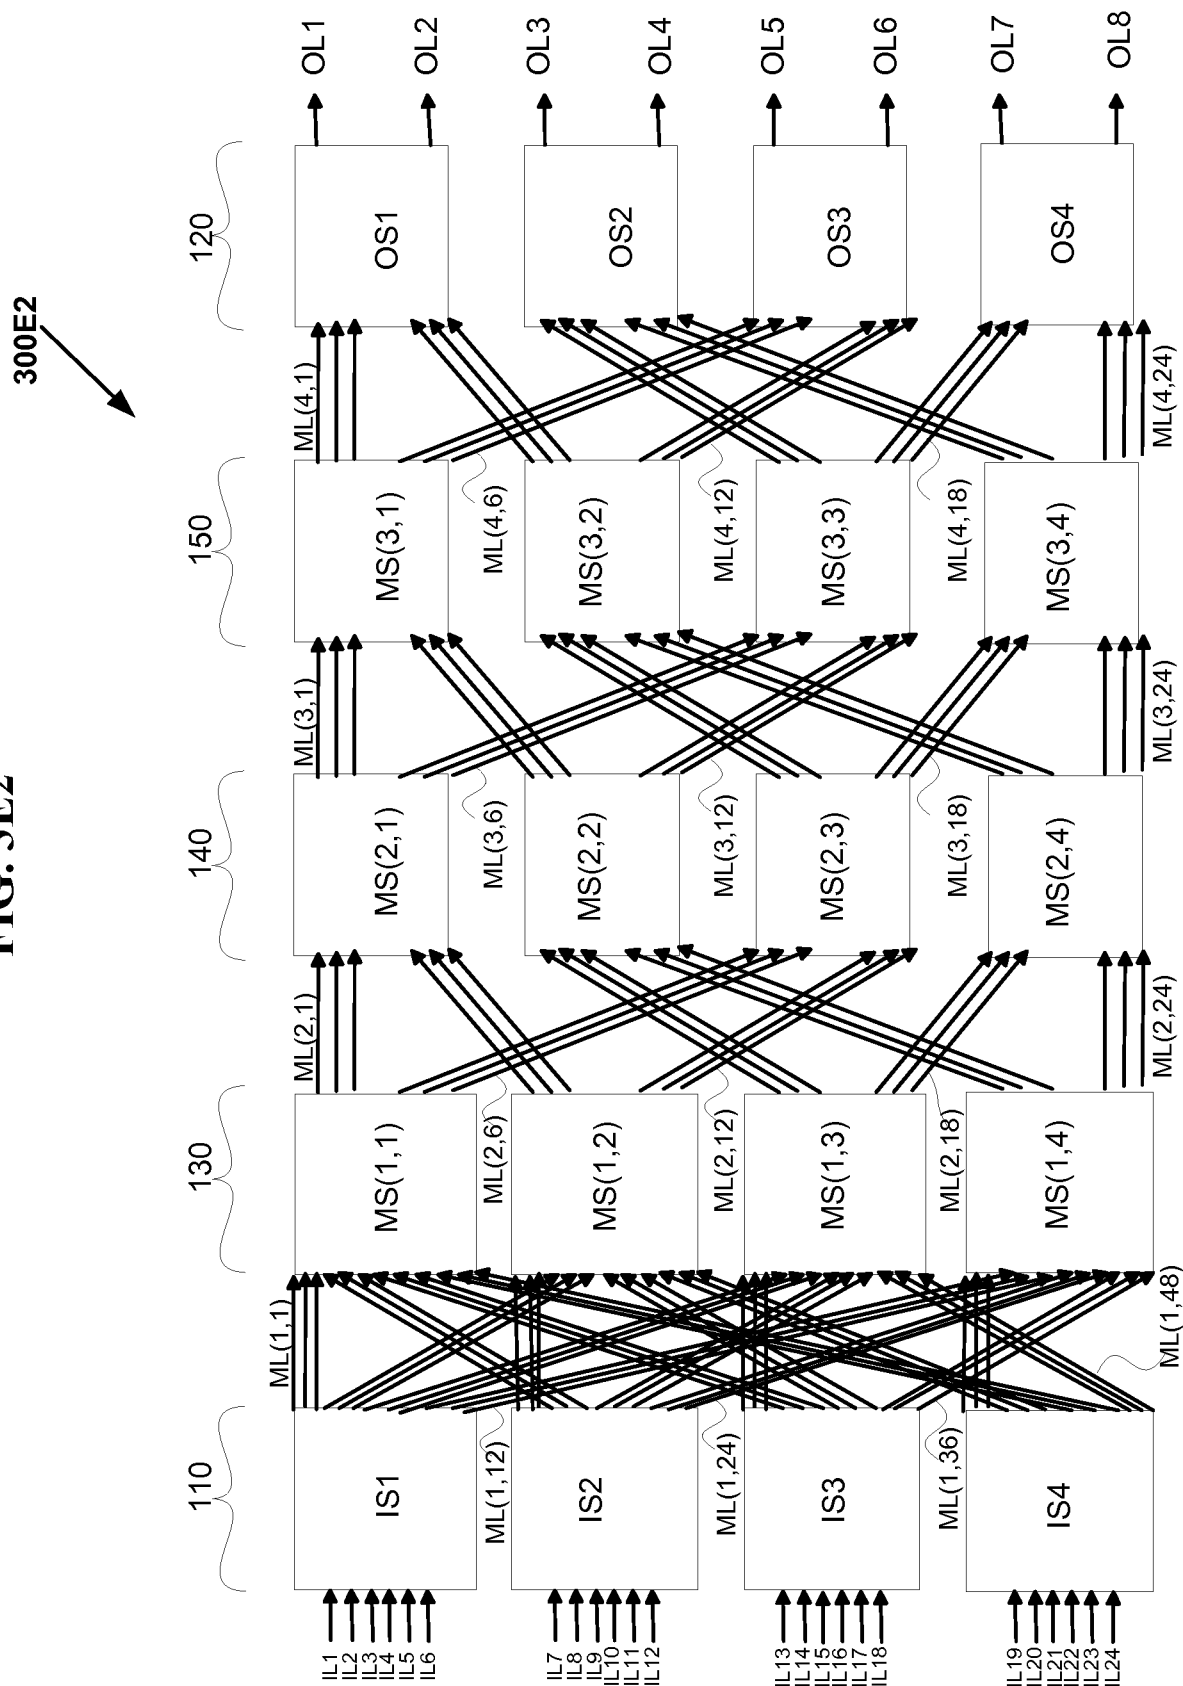 FIG. 3E2
300E2
110
130
140
150
120
IL1
IL2
IL3
IL4
IL5
IL6
IS1
ML(1,1)
MS(1,1)
ML(2,1)
MS(2,1)
ML(3,1)
MS(3,1)
ML(4,1)
OS1
OL1
OL2
ML(1,12)
ML(2,6)
ML(3,6)
ML(4,6)
IL7
IL8
IL9
IL10
IL11
IL12
IS2
MS(1,2)
MS(2,2)
MS(3,2)
OS2
OL3
OL4
ML(1,24)
ML(2,12)
ML(3,12)
ML(4,12)
IL13
IL14
IL15
IL16
IL17
IL18
IS3
MS(1,3)
MS(2,3)
MS(3,3)
OS3
OL5
OL6
ML(1,36)
ML(2,18)
ML(3,18)
ML(4,18)
IL19
IL20
IL21
IL22
IL23
IL24
IS4
MS(1,4)
MS(2,4)
MS(3,4)
OS4
OL7
OL8
ML(1,48)
ML(2,24)
ML(3,24)
ML(4,24)